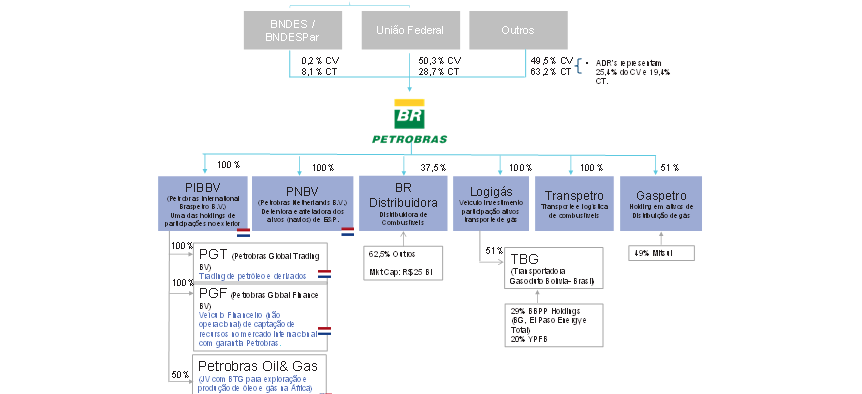 BNDES /
BNDESPar
União Federal
Outros
0,2% CV
8,1% CT
50,3% CV
28,7% CT
49,5% CV
63,2% CT
• ADR's representam
25,4% do CV e 19,4%
CT.
BR
PETROBRAS
100%
100%
37,5%
100%
100%
51%
PIBBV
(Petrobras International
Braspetro B.V.)
Uma das holdings de
participações no exterior
PNBV
(Petrobras Netherlands B.V.)
Detentora e afretadora dos
ativos (navios) de E&P.
BR
Distribuidora
Distribuidora de
Combustíveis
Logigás
Veículo investimento
participação ativos
transporte de gás
Transpetro
Transporte e logística
de combustíveis
Gaspetro
Holding em ativos de
Distribuição de gás
100%
PGT (Petrobras Global Trading
BV)
Trading de petróleo e derivados
100%
PGF (Petrobras Global Finance
BV)
Veículo Financeiro (não
operacional) de captação de
recursos no mercado internacional
com garantia Petrobras.
50%
Petrobras Oil& Gas
(JV com BTG para exploração e
produção de óleo e gás na África)
62,5% Outros
MktCap: R$25 Bi
51%
TBG
(Transportadora
Gasoduto Bolivia-Brasil)
29% BBPP Holdings
(BG, El Paso Energy e
Total)
20% YPFB
49% Mitsui